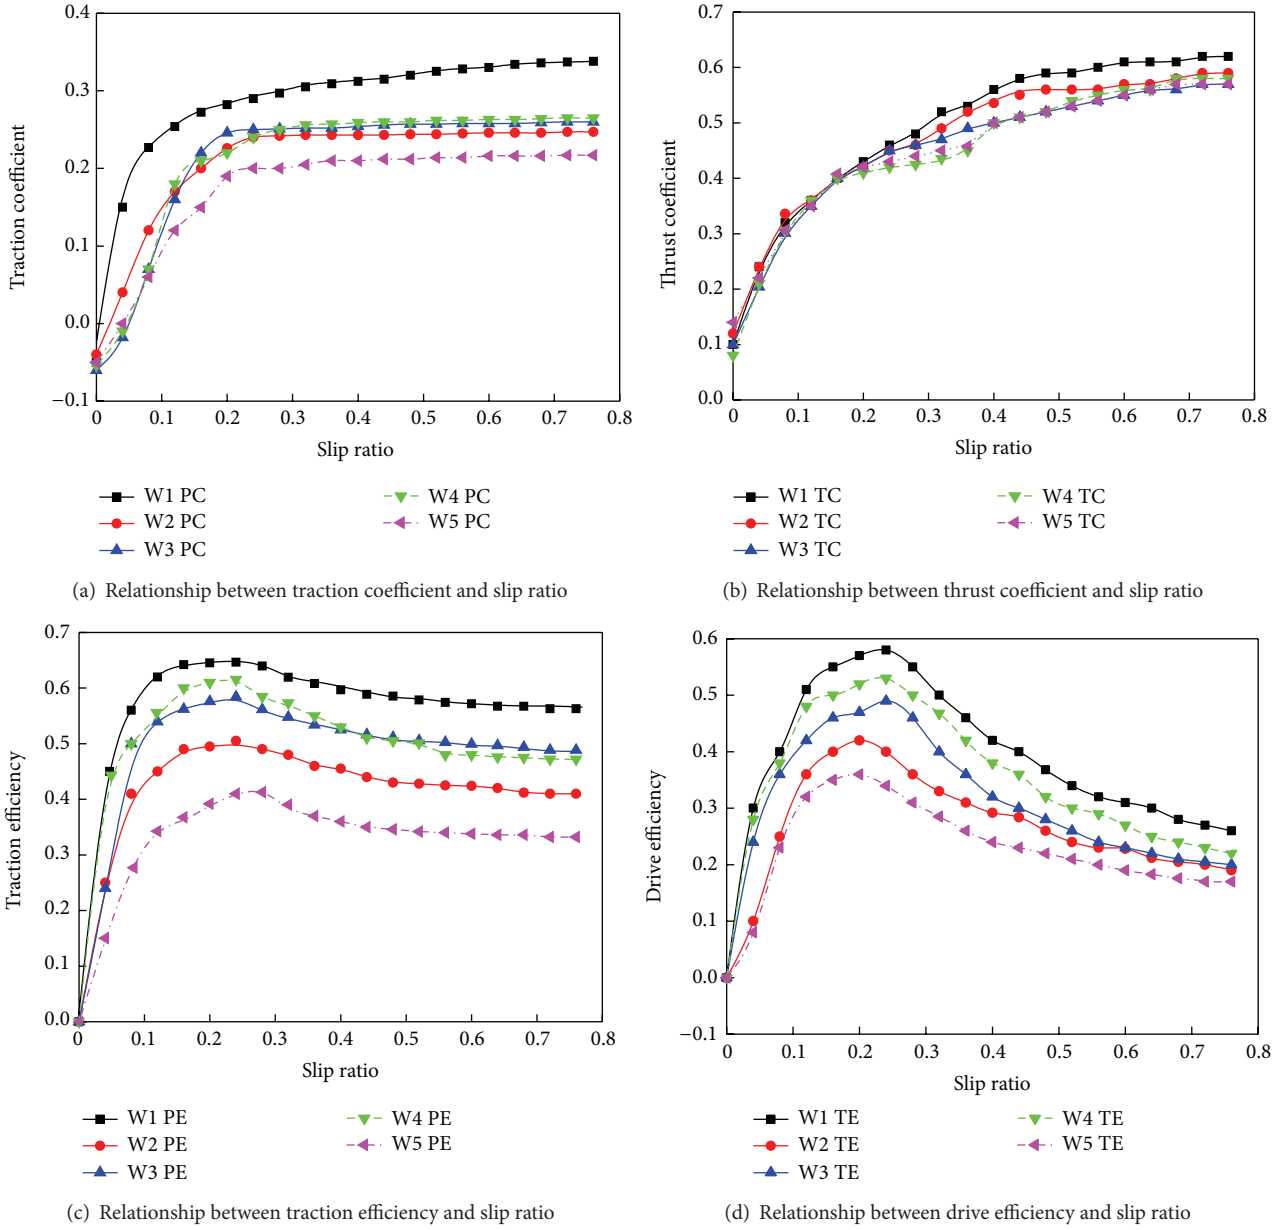 0.4
0.3
0.2
0.1
0.0
−0.1
0 0.1 0.2 0.3 0.4 0.5 0.6 0.7 0.8
Traction coefficient
Slip ratio
W1 PC
W2 PC
W3 PC
W4 PC
W5 PC
(a) Relationship between traction coefficient and slip ratio
0.7
0.6
0.5
0.4
0.3
0.2
0.1
0.0
0 0.1 0.2 0.3 0.4 0.5 0.6 0.7 0.8
Thrust coefficient
Slip ratio
W1 TC
W2 TC
W3 TC
W4 TC
W5 TC
(b) Relationship between thrust coefficient and slip ratio
0.7
0.6
0.5
0.4
0.3
0.2
0.1
0.0
0 0.1 0.2 0.3 0.4 0.5 0.6 0.7 0.8
Traction efficiency
Slip ratio
W1 PE
W2 PE
W3 PE
W4 PE
W5 PE
(c) Relationship between traction efficiency and slip ratio
0.6
0.5
0.4
0.3
0.2
0.1
0.0
−0.1
0 0.1 0.2 0.3 0.4 0.5 0.6 0.7 0.8
Drive efficiency
Slip ratio
W1 TE
W2 TE
W3 TE
W4 TE
W5 TE
(d) Relationship between drive efficiency and slip ratio